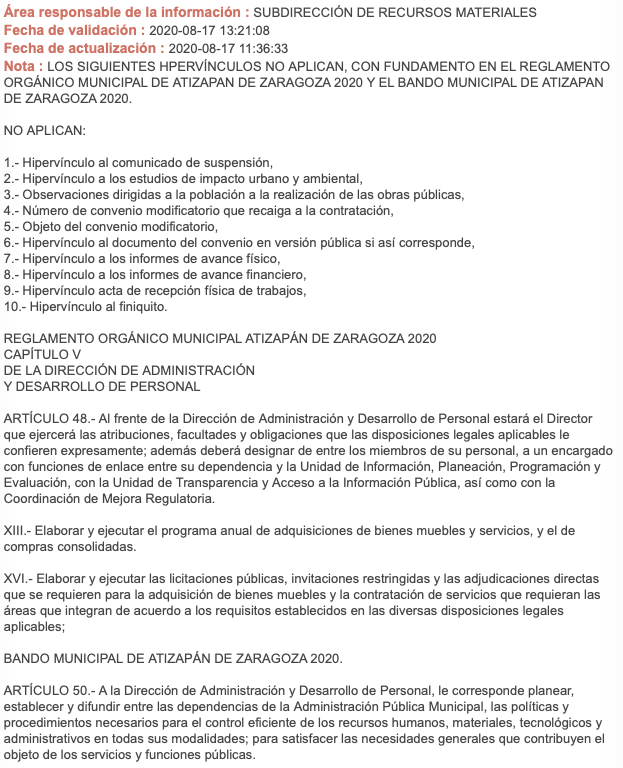 Área responsable de la información : SUBDIRECCIÓN DE RECURSOS MATERIALES
Fecha de validación : 2020-08-17 13:21:08
Fecha de actualización : 2020-08-17 11:36:33
Nota : LOS SIGUIENTES HPERVÍNCULOS NO APLICAN, CON FUNDAMENTO EN EL REGLAMENTO
ORGÁNICO MUNICIPAL DE ATIZAPAN DE ZARAGOZA 2020 Y EL BANDO MUNICIPAL DE ATIZAPAN
DE ZARAGOZA 2020.
NO APLICAN:
1.- Hipervínculo al comunicado de suspensión,
2.- Hipervínculo a los estudios de impacto urbano y ambiental,
3.- Observaciones dirigidas a la población a la realización de las obras públicas,
4.- Número de convenio modificatorio que recaiga a la contratación,
5.- Objeto del convenio modificatorio,
6.- Hipervínculo al documento del convenio en versión pública si así corresponde,
7.- Hipervínculo a los informes de avance físico,
8.- Hipervínculo a los informes de avance financiero,
9.- Hipervínculo acta de recepción física de trabajos,
10.- Hipervínculo al finiquito.
REGLAMENTO ORGÁNICO MUNICIPAL ATIZAPÁN DE ZARAGOZA 2020
CAPÍTULO V
DE LA DIRECCIÓN DE ADMINISTRACIÓN
Y DESARROLLO DE PERSONAL
ARTÍCULO 48.- Al frente de la Dirección de Administración y Desarrollo de Personal estará el Director
que ejercerá las atribuciones, facultades y obligaciones que las disposiciones legales aplicables le
confieren expresamente; además deberá designar de entre los miembros de su personal, a un encargado
con funciones de enlace entre su dependencia y la Unidad de Información, Planeación, Programación y
Evaluación, con la Unidad de Transparencia y Acceso a la Información Pública, así como con la
Coordinación de Mejora Regulatoria.
XIII.- Elaborar y ejecutar el programa anual de adquisiciones de bienes muebles y servicios, y el de
compras consolidadas.
XVI.- Elaborar y ejecutar las licitaciones públicas, invitaciones restringidas y las adjudicaciones directas
que se requieren para la adquisición de bienes muebles y la contratación de servicios que requieran las
áreas que integran de acuerdo a los requisitos establecidos en las diversas disposiciones legales
aplicables;
BANDO MUNICIPAL DE ATIZAPÁN DE ZARAGOZA 2020.
ARTÍCULO 50.- A la Dirección de Administración y Desarrollo de Personal, le corresponde planear,
establecer y difundir entre las dependencias de la Administración Pública Municipal, las políticas y
procedimientos necesarios para el control eficiente de los recursos humanos, materiales, tecnológicos y
administrativos en todas sus modalidades; para satisfacer las necesidades generales que contribuyen el
objeto de los servicios y funciones públicas.